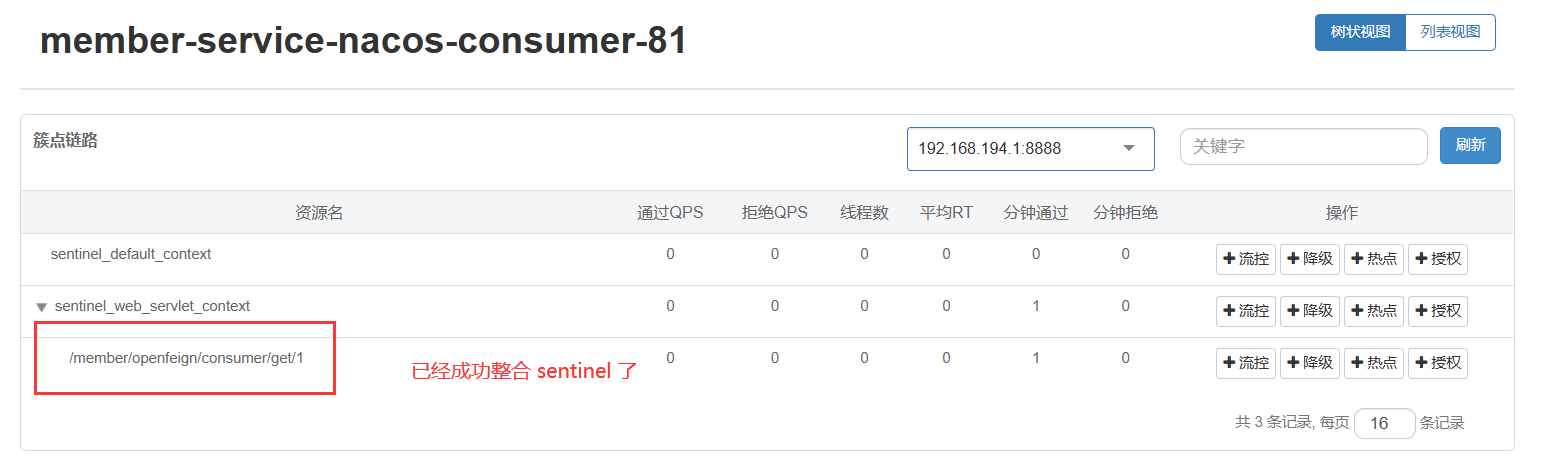 member-service-nacos-consumer-81
树状视图 列表视图
簇点链路 192.168.194.1:8888 关键字 刷新
资源名 通过QPS 拒绝QPS 线程数 平均RT 分钟通过 分钟拒绝 操作
sentinel_default_context 0 0 0 0 0 0 流控 降级 热点 授权
sentinel_web_servlet_context 0 0 0 0 1 0 流控 降级 热点 授权
/member/openfeign/consumer/get/1 0 0 0 0 1 0 流控 降级 热点 授权
已经成功整合 sentinel 了
共 3 条记录, 每页 16 条记录